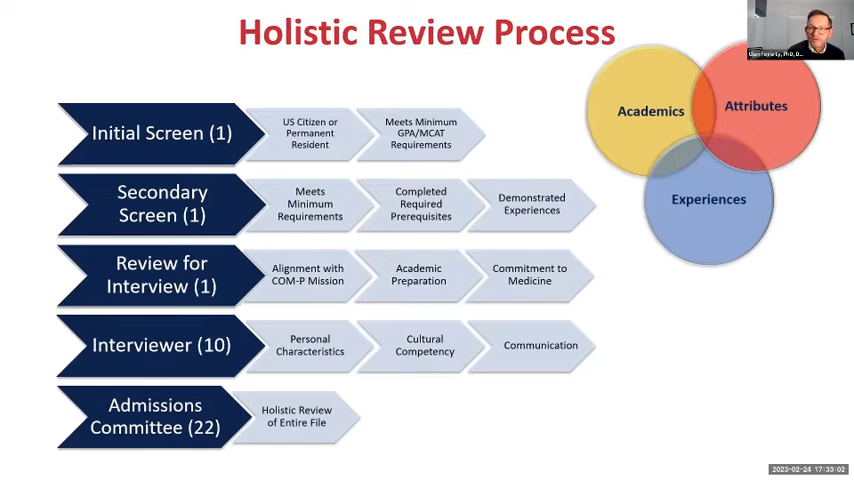 Holistic Review Process
Glen Fogerty, PhD, D...
Academics
Attributes
Experiences
Initial Screen (1)
US Citizen or
Permanent
Resident
Meets Minimum
GPA/MCAT
Requirements
Secondary
Screen (1)
Meets
Minimum
Requirements
Completed
Required
Prerequisites
Demonstrated
Experiences
Review for
Interview (1)
Alignment with
COM-P Mission
Academic
Preparation
Commitment to
Medicine
Interviewer (10)
Personal
Characteristics
Cultural
Competency
Communication
Admissions
Committee (22)
Holistic Review
of Entire File
2023-02-24 17:33:02